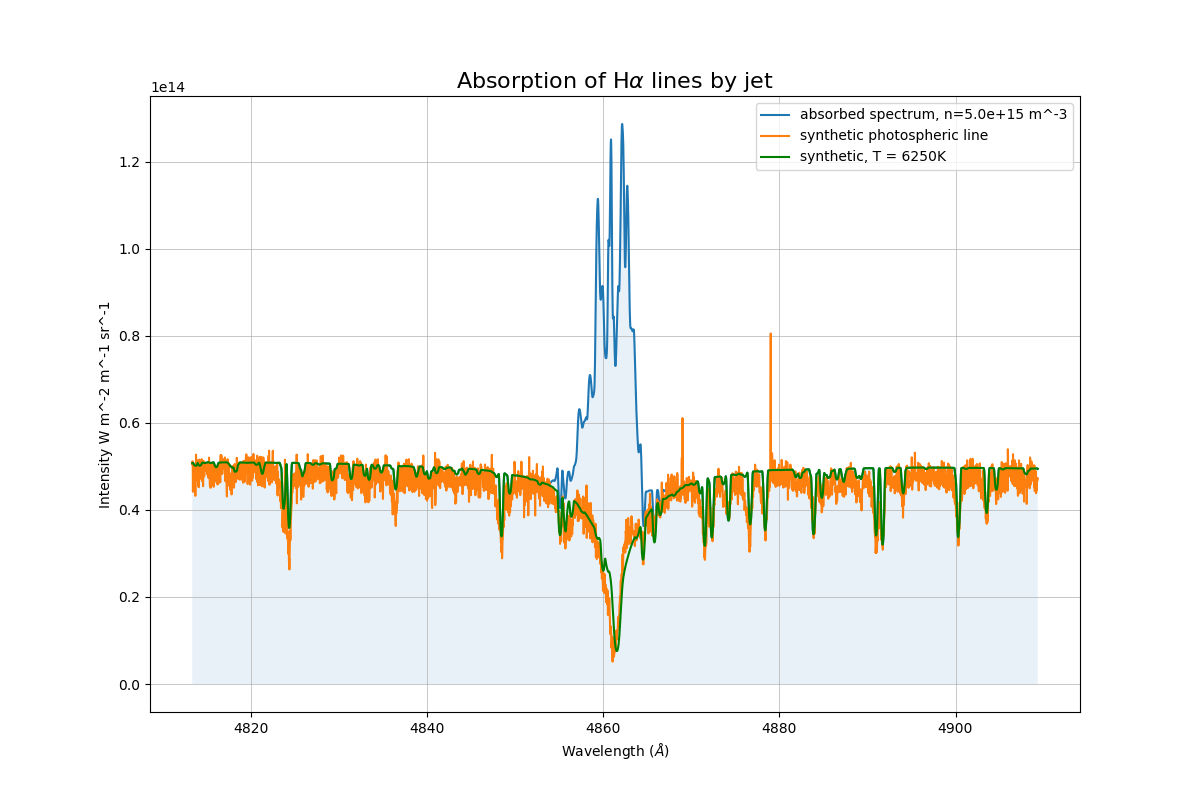 Absorption of Hα lines by jet
1e14
absorbed spectrum, n=5.0e+15 m^-3
synthetic photospheric line
synthetic, T = 6250K
1.2
1.0
0.8
0.6
0.4
0.2
0.0
Intensity W m^-2 m^-1 sr^-1
4820 4840 4860 4880 4900
Wavelength (Å)